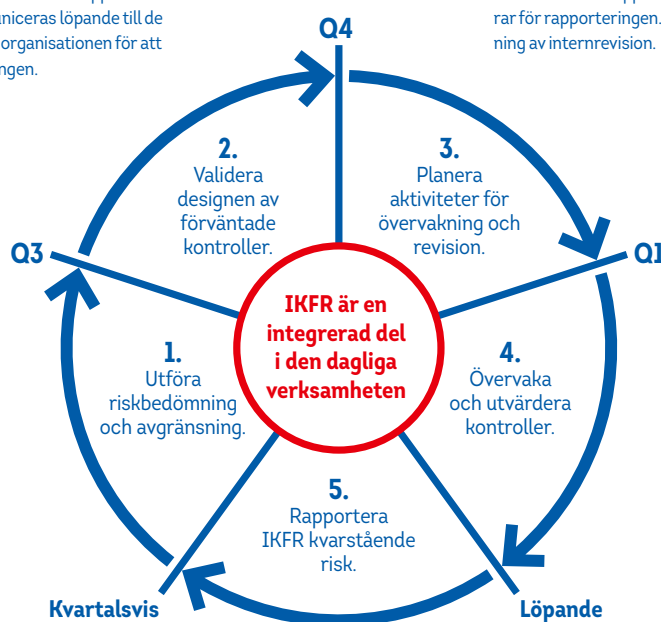 niceras löpande till de
organisationen för att
ngen.
rar för rapporteringen.
ning av internrevision.
Q4
2.
Validera
designen av
förväntade
kontroller.
3.
Planera
aktiviteter för
övervakning och
revision.
Q3
Q1
IKFR är en
integrerad del
i den dagliga
verksamheten
1.
Utföra
riskbedömning
och avgränsning.
4.
Övervaka
och utvärdera
kontroller.
5.
Rapportera
IKFR kvarstående
risk.
Kvartalsvis
Löpande